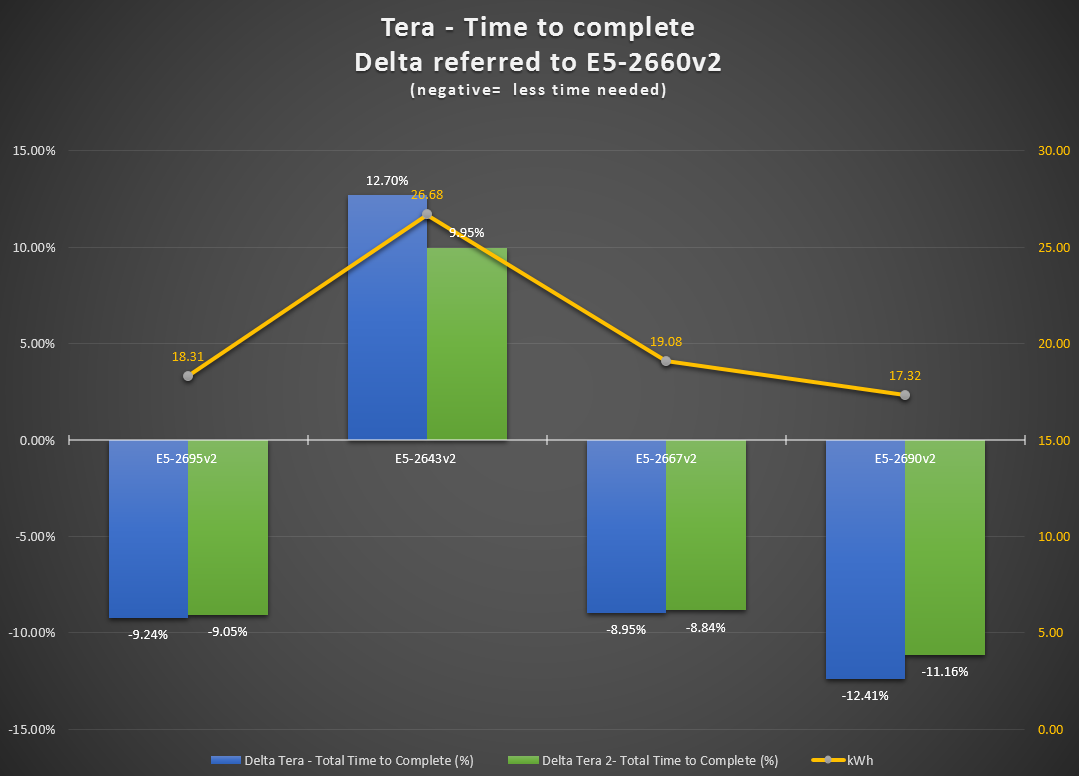 Tera - Time to complete
Delta referred to E5-2660v2
(negative=  less time needed)
15.00%
30.00
12.70%
26.68
9.95%
10.00%
25.00
5.00%
18.31
19.08
20.00
17.32
0.00%
15.00
E5-2695v2
E5-2643v2
E5-2667v2
E5-2690v2
-5.00%
10.00
-10.00%
-9.24%
-9.05%
-8.95%
-8.84%
5.00
-11.16%
-12.41%
-15.00%
0.00
Delta Tera - Total Time to Complete (%)
Delta Tera 2- Total Time to Complete (%)
kWh